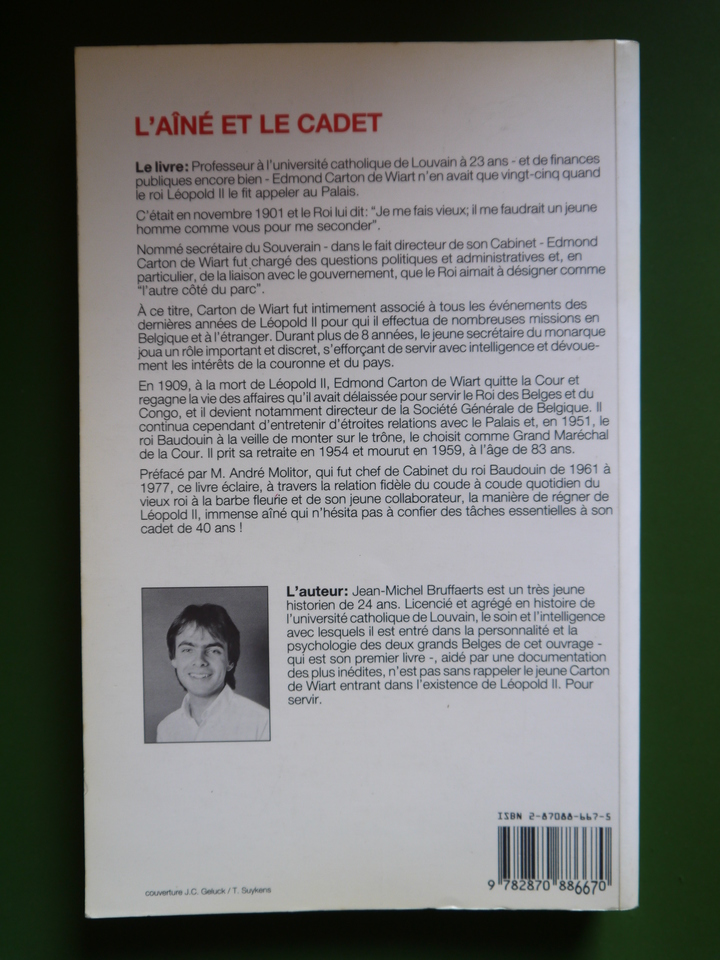 L'AÎNÉ ET LE CADET
Le livre: Professeur à l'université catholique de Louvain à 23 ans - et de finances
publiques encore bien - Edmond Carton de Wiart n'en avait que vingt-cinq quand
le roi Léopold II le fit appeler au Palais.
C'était en novembre 1901 et le Roi lui dit: "Je me fais vieux; il me faudrait un jeune
homme comme vous pour me seconder".
Nommé secrétaire du Souverain - dans le fait directeur de son Cabinet - Edmond
Carton de Wiart fut chargé des questions politiques et administratives et, en
particulier, de la liaison avec le gouvernement, que le Roi aimait à désigner comme
"l'autre côté du parc".
À ce titre, Carton de Wiart fut intimement associé à tous les événements des
dernières années de Léopold II pour qui il effectua de nombreuses missions en
Belgique et à l'étranger. Durant plus de 8 années, le jeune secrétaire du monarque
joua un rôle important et discret, s'efforçant de servir avec intelligence et dévoue-
ment les intérêts de la couronne et du pays.
En 1909, à la mort de Léopold II, Edmond Carton de Wiart quitte la Cour et
regagne la vie des affaires qu'il avait délaissée pour servir le Roi des Belges et du
Congo, et il devient notamment directeur de la Société Générale de Belgique. Il
continua cependant d'entretenir d'étroites relations avec le Palais et, en 1951, le
roi Baudouin à la veille de monter sur le trône, le choisit comme Grand Maréchal
de la Cour. Il prit sa retraite en 1954 et mourut en 1959, à l'âge de 83 ans.
Préfacé par M. André Molitor, qui fut chef de Cabinet du roi Baudouin de 1961 à
1977, ce livre éclaire, à travers la relation fidèle du coude à coude quotidien du
vieux roi à la barbe fleurie et de son jeune collaborateur, la manière de régner de
Léopold II, immense aîné qui n'hésita pas à confier des tâches essentielles à son
cadet de 40 ans !
L'auteur: Jean-Michel Bruffaerts est un très jeune
historien de 24 ans. Licencié et agrégé en histoire de
l'université catholique de Louvain, le soin et l'intelligence
avec lesquels il est entré dans la personnalité et la
psychologie des deux grands Belges de cet ouvrage -
qui est son premier livre -, aidé par une documentation
des plus inédites, n'est pas sans rappeler le jeune Carton
de Wiart entrant dans l'existence de Léopold II. Pour
servir.
ISBN 2-87088-667-5
9 782870 886670
couverture J.C. Geluck / T. Suykens